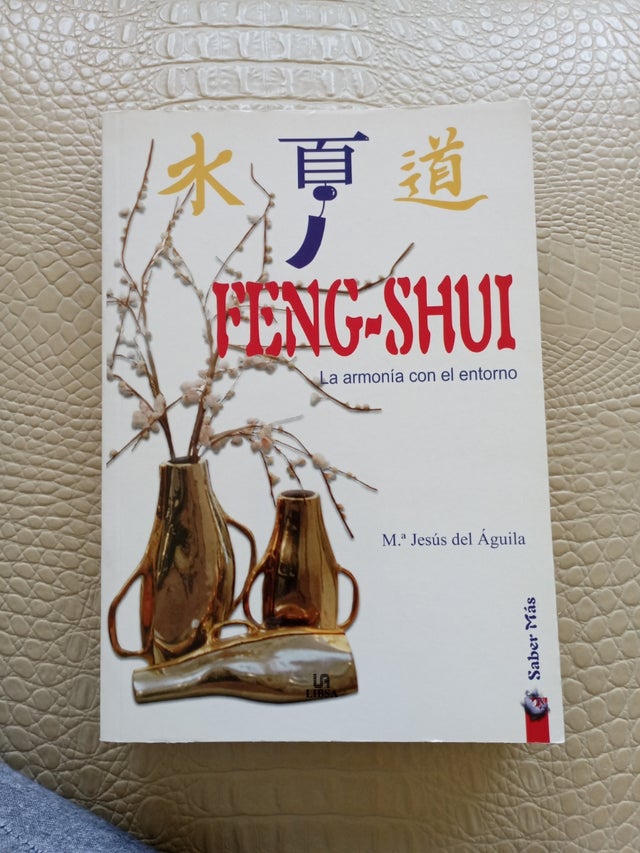 水 道
FENG-SHUI
La armonía con el entorno
M.ª Jesús del Águila
Saber Más
LIBSA